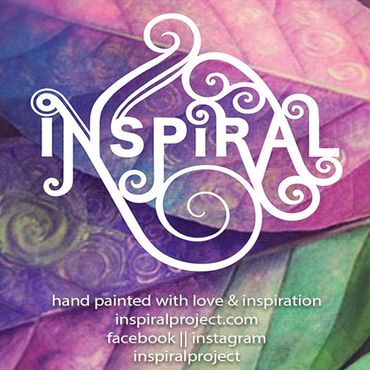 iNSPiRAL
hand painted with love & inspiration
inspiralproject.com
facebook || instagram
inspiralproject